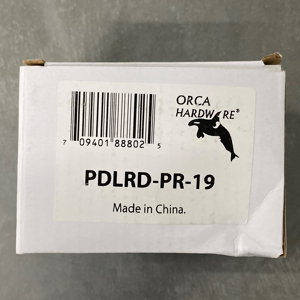 ORCA
HARDWARE®
7 09401 88802 5
PDLRD-PR-19
Made in China.